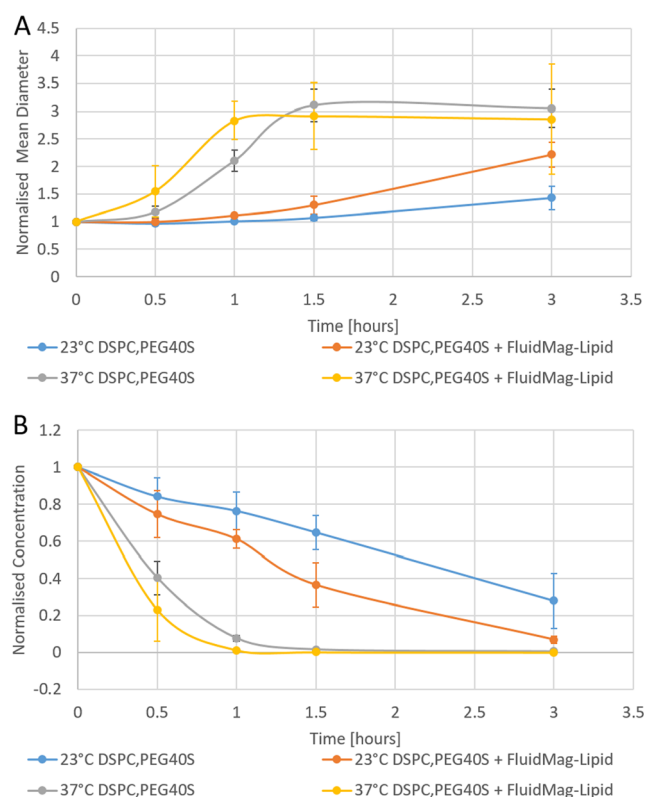 A
4.5
4
3.5
3
2.5
2
1.5
1
0.5
0
Normalised Mean Diameter
0 0.5 1 1.5 2 2.5 3 3.5
Time [hours]
23°C DSPC,PEG40S 23°C DSPC,PEG40S + FluidMag-Lipid
37°C DSPC,PEG40S 37°C DSPC,PEG40S + FluidMag-Lipid
B
1.2
1
0.8
0.6
0.4
0.2
0
-0.2
Normalised Concentration
0 0.5 1 1.5 2 2.5 3 3.5
Time [hours]
23°C DSPC,PEG40S 23°C DSPC,PEG40S + FluidMag-Lipid
37°C DSPC,PEG40S 37°C DSPC,PEG40S + FluidMag-Lipid